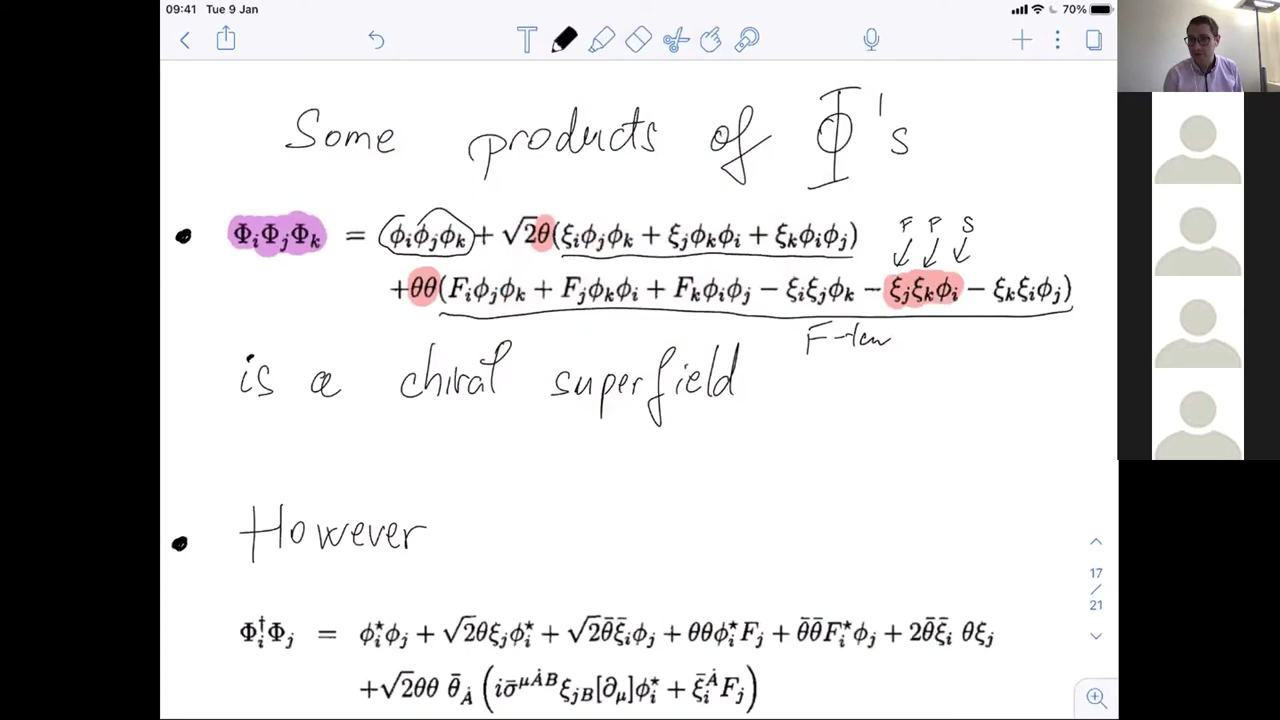 09:41 Tue 9 Jan 70%
Some products of Φ's
F P S
• Φ_iΦ_jΦ_k = ϕ_iϕ_jϕ_k + √2θ(ξ_iϕ_jϕ_k + ξ_jϕ_kϕ_i + ξ_kϕ_iϕ_j)
+θθ(F_iϕ_jϕ_k + F_jϕ_kϕ_i + F_kϕ_iϕ_j − ξ_iξ_jϕ_k − ξ_jξ_kϕ_i − ξ_kξ_iϕ_j)
is a chiral superfield
• However
17
/
21
Φ_i^†Φ_j = ϕ_i^⋆ϕ_j + √2θξ_jϕ_i^⋆ + √2θ̄ξ̄_iϕ_j + θθϕ_i^⋆F_j + θ̄θ̄F_i^⋆ϕ_j + 2θ̄ξ̄_i θξ_j
+√2θθ θ̄_Ȧ (iσ̄^{μȦB}ξ_{jB}[∂_μ]ϕ_i^⋆ + ξ̄_i^Ȧ F_j)